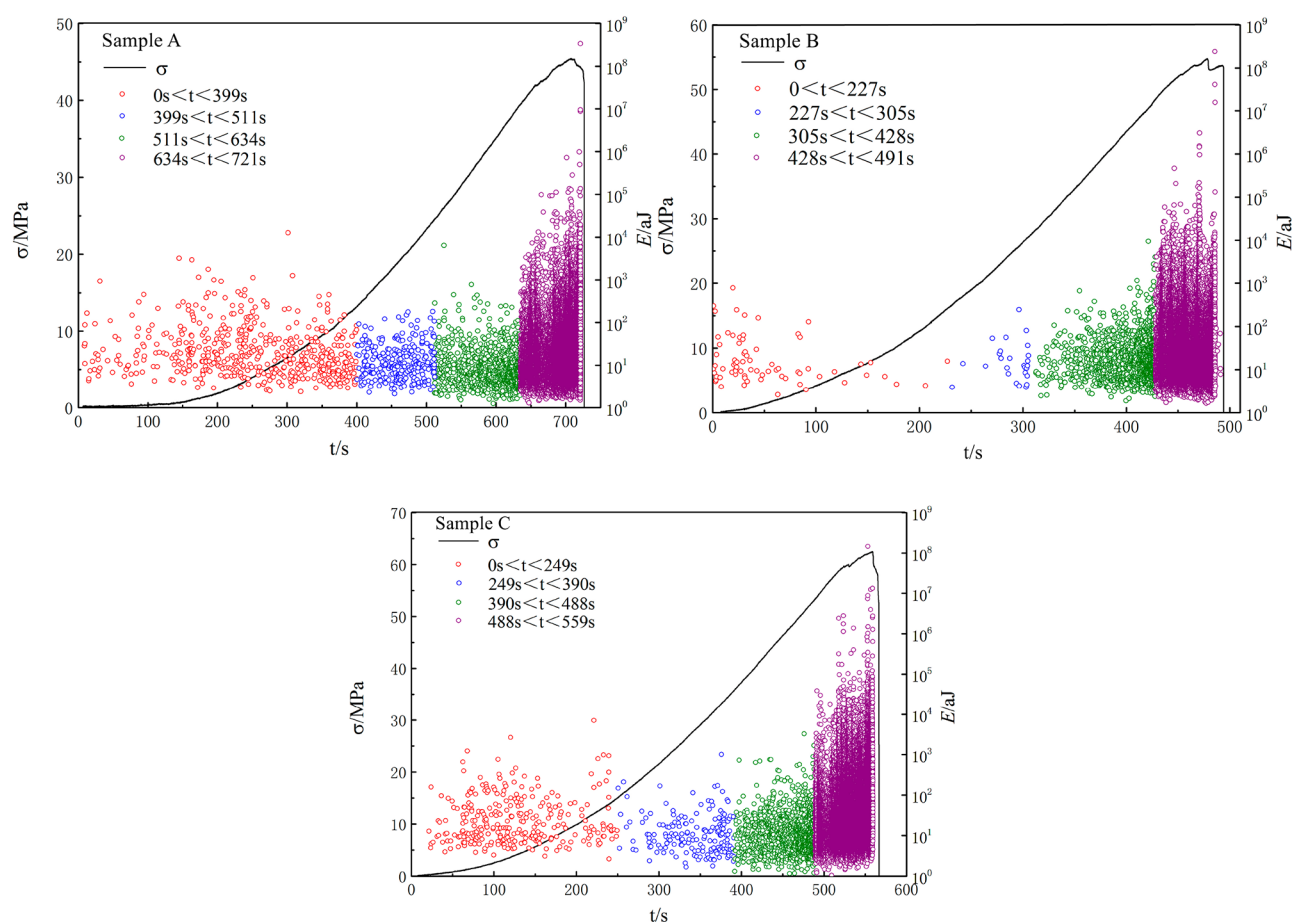 Sample A
σ
0s<t<399s
399s<t<511s
511s<t<634s
634s<t<721s
50
40
30
20
10
0
σ/MPa
0 100 200 300 400 500 600 700
t/s
10⁹
10⁸
10⁷
10⁶
10⁵
10⁴
10³
10²
10¹
10⁰
E/aJ
Sample B
σ
0<t<227s
227s<t<305s
305s<t<428s
428s<t<491s
60
50
40
30
20
10
0
σ/MPa
0 100 200 300 400 500
t/s
10⁹
10⁸
10⁷
10⁶
10⁵
10⁴
10³
10²
10¹
10⁰
E/aJ
Sample C
σ
0s<t<249s
249s<t<390s
390s<t<488s
488s<t<559s
70
60
50
40
30
20
10
0
σ/MPa
0 100 200 300 400 500 600
t/s
10⁹
10⁸
10⁷
10⁶
10⁵
10⁴
10³
10²
10¹
10⁰
E/aJ